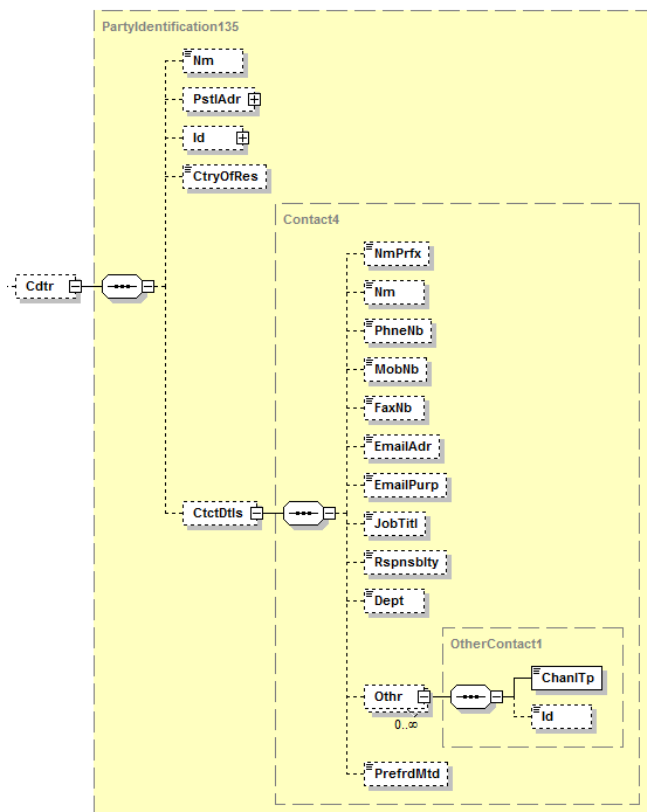 PartyIdentification135
Nm
PstlAdr
Id
CtryOfRes
Contact4
NmPrfx
Nm
PhneNb
Cdtr
MobNb
FaxNb
EmailAdr
EmailPurp
CtctDtls
JobTitl
Rspnsblty
Dept
OtherContact1
ChanlTp
Othr
Id
0..∞
PrefrdMtd